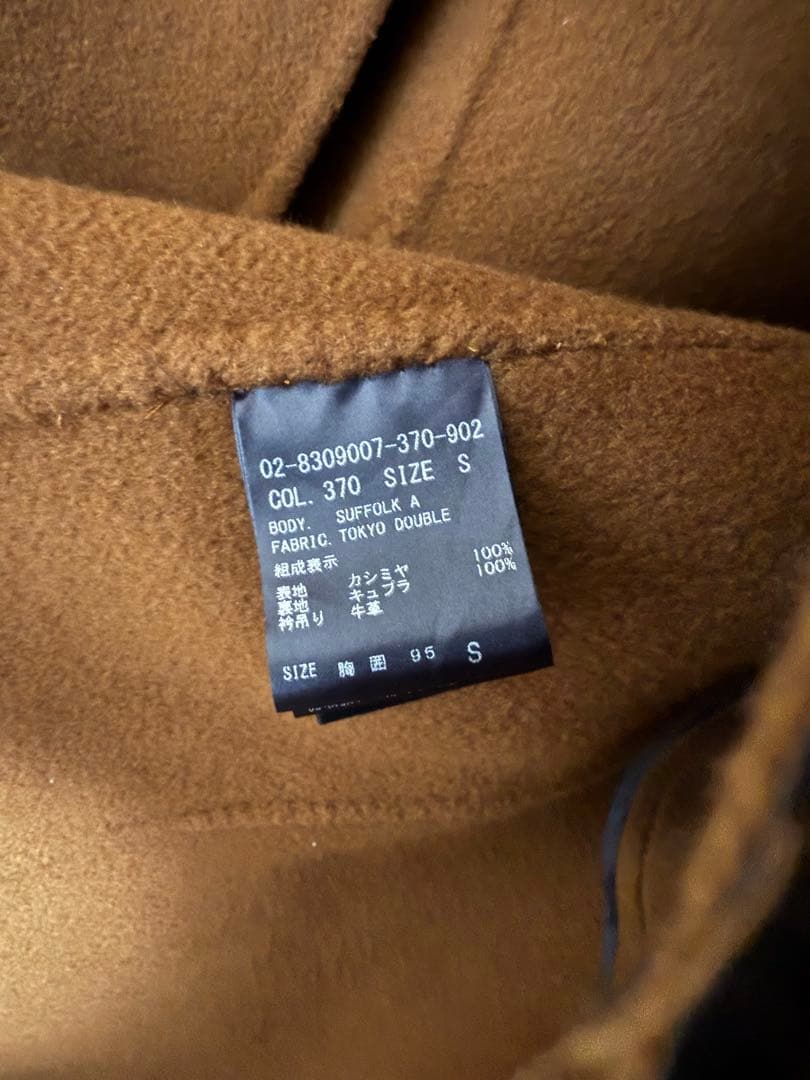 02-8309007-370-902
COL. 370 SIZE S
BODY. SUFFOLK A
FABRIC. TOKYO DOUBLE
組成表示
表地 カシミヤ 100%
裏地 キュプラ 100%
衿吊り 牛革
SIZE 胸囲 95 S